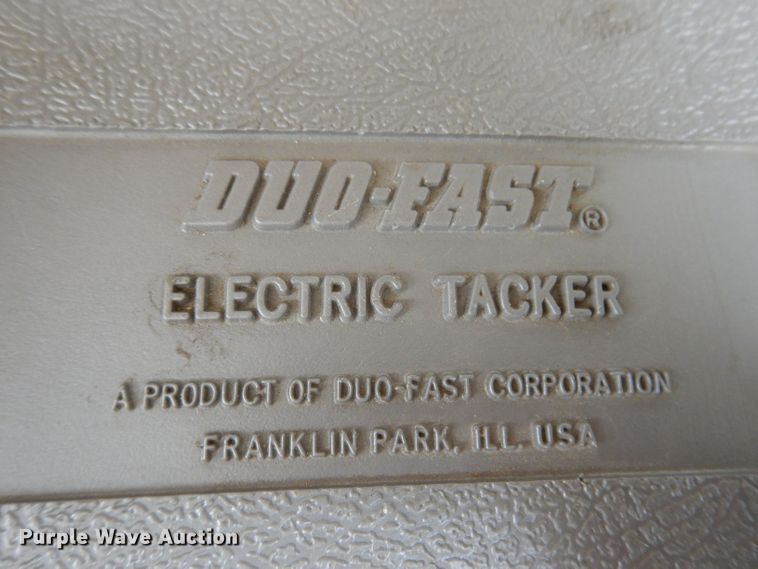 DUO-FAST®
ELECTRIC TACKER
A PRODUCT OF DUO-FAST CORPORATION
FRANKLIN PARK, ILL. USA
Purple Wave Auction